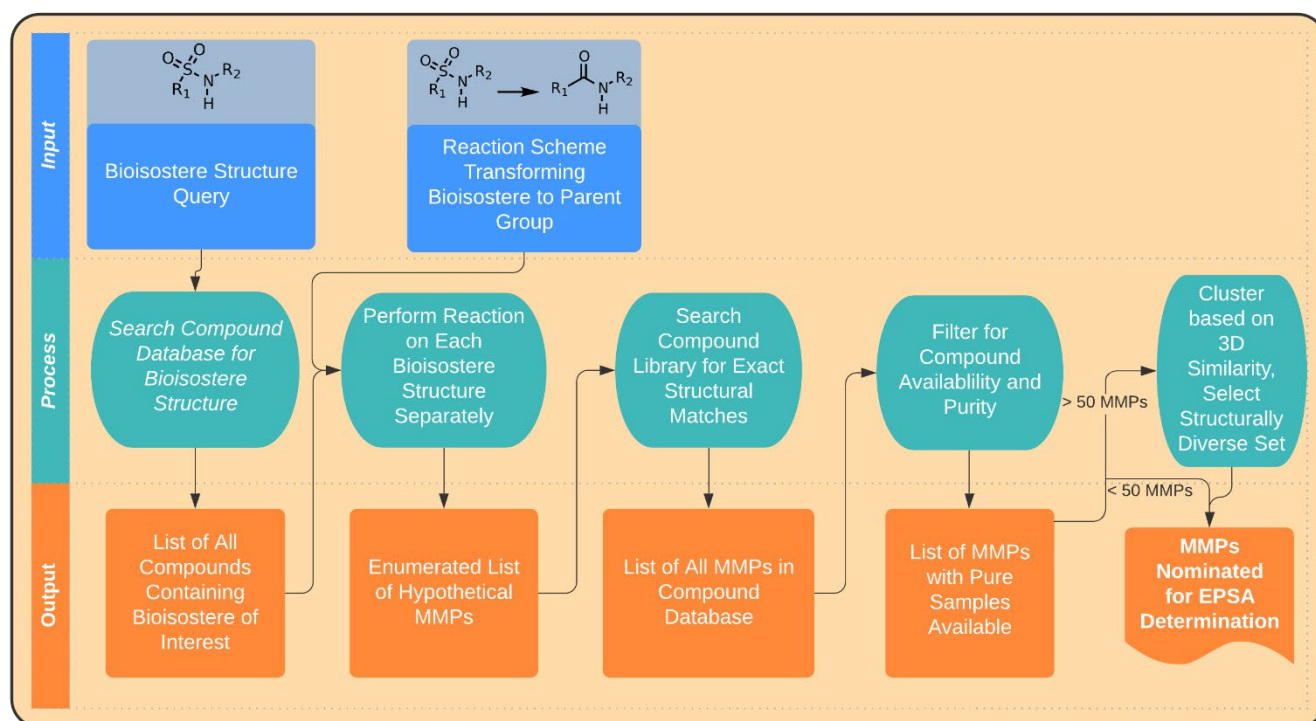 Input
O
O
S
N
R2
R1
H
Bioisostere Structure
Query
O
O
S
N
R2
R1
H
O
R1
N
R2
H
Reaction Scheme
Transforming
Bioisostere to Parent
Group
Process
Search Compound
Database for
Bioisostere
Structure
Perform Reaction
on Each
Bioisostere
Structure
Separately
Search
Compound
Library for Exact
Structural
Matches
Filter for
Compound
Availablility and
Purity
> 50 MMPs
Cluster
based on
3D
Similarity,
Select
Structurally
Diverse Set
< 50 MMPs
Output
List of All
Compounds
Containing
Bioisostere of
Interest
Enumerated List
of Hypothetical
MMPs
List of All MMPs in
Compound
Database
List of MMPs
with Pure
Samples
Available
MMPs
Nominated
for EPSA
Determination